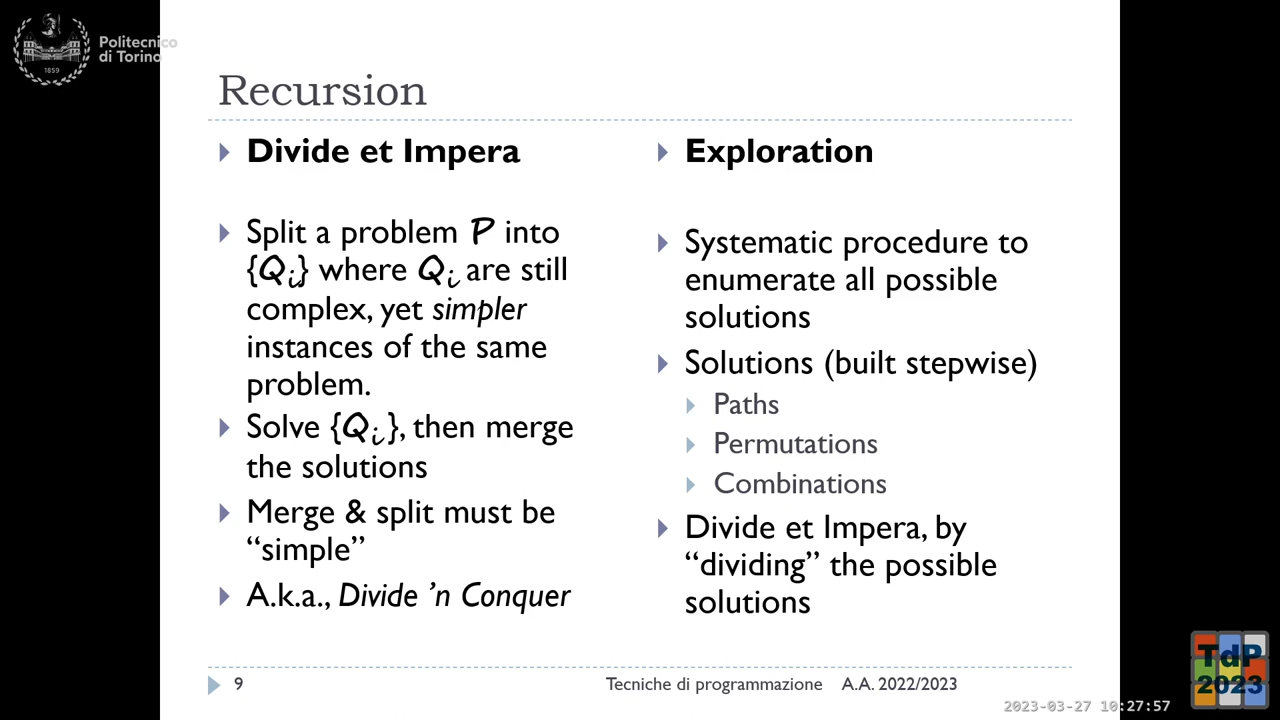 Politecnico
di Torino
1859
Recursion
Divide et Impera
Split a problem P into
{Qi} where Qi are still
complex, yet simpler
instances of the same
problem.
Solve {Qi}, then merge
the solutions
Merge & split must be
“simple”
A.k.a., Divide ’n Conquer
Exploration
Systematic procedure to
enumerate all possible
solutions
Solutions (built stepwise)
Paths
Permutations
Combinations
Divide et Impera, by
“dividing” the possible
solutions
9
Tecniche di programmazione A.A. 2022/2023
TdP
2023
2023-03-27 10:27:57